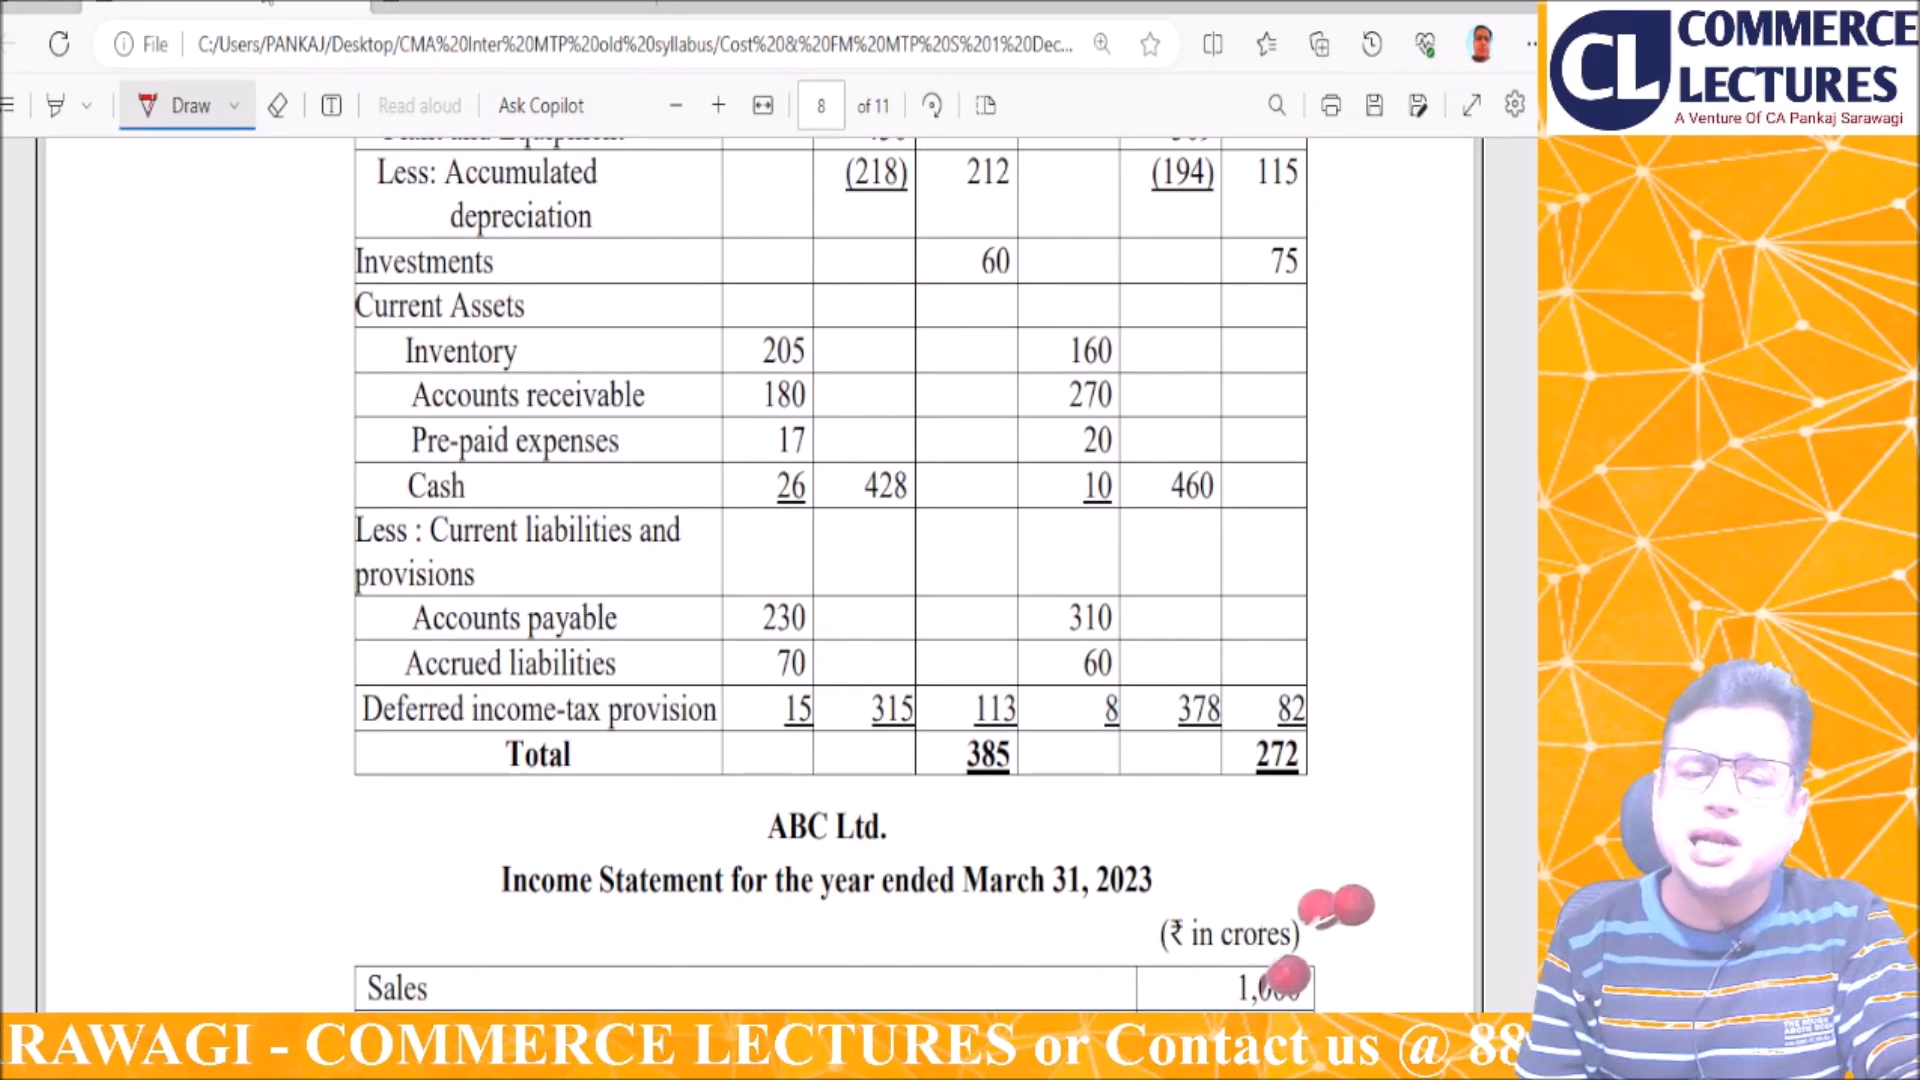 File C:/Users/PANKAJ/Desktop/CMA%20Inter%20MTP%20old%20syllabus/Cost%20&%20FM%20MTP%20S%201%20Dec...
COMMERCE
CL LECTURES
A Venture Of CA Pankaj Sarawagi
Draw T Read aloud Ask Copilot 8 of 11
Less: Accumulated (218) 212 (194) 115
depreciation
Investments 60 75
Current Assets
Inventory 205 160
Accounts receivable 180 270
Pre-paid expenses 17 20
Cash 26 428 10 460
Less : Current liabilities and
provisions
Accounts payable 230 310
Accrued liabilities 70 60
Deferred income-tax provision 15 315 113 8 378 82
Total 385 272
ABC Ltd.
Income Statement for the year ended March 31, 2023
(₹ in crores)
Sales
RAWAGI - COMMERCE LECTURES or Contact us @ 88